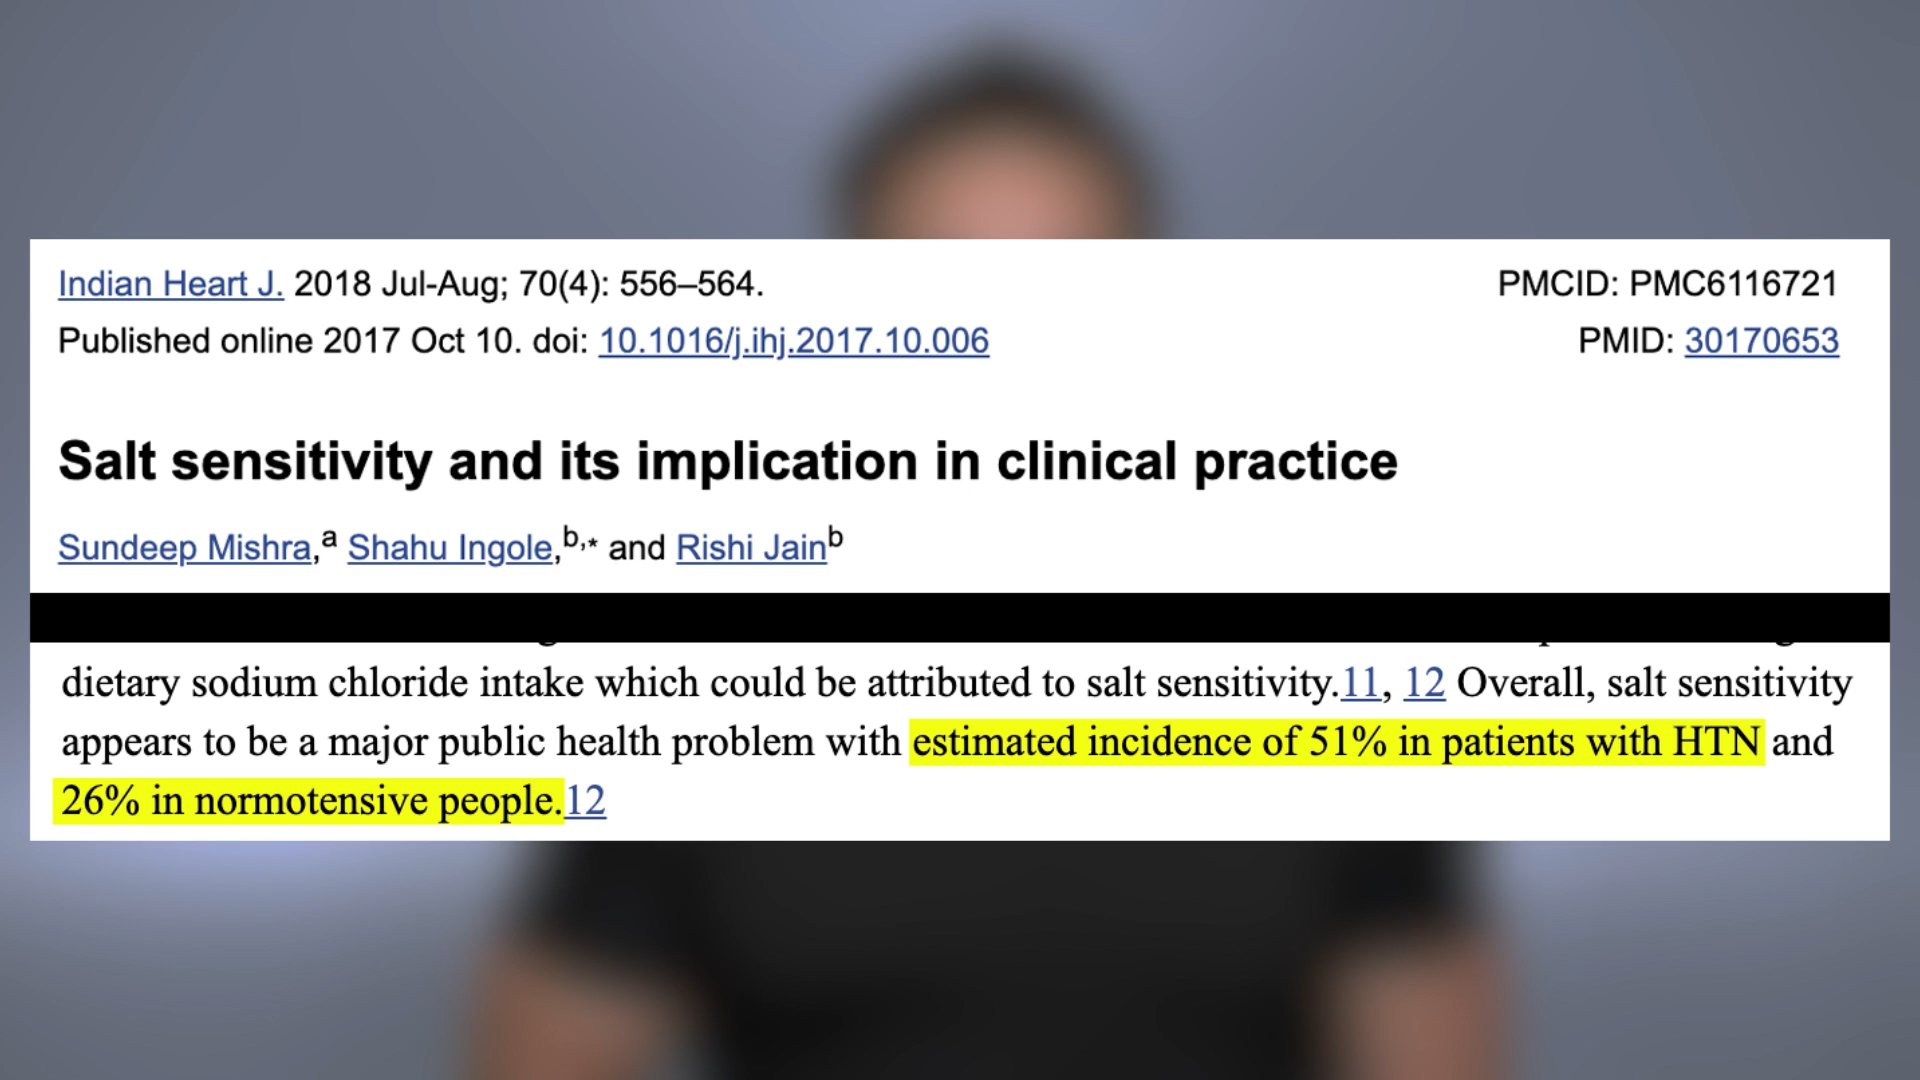 Indian Heart J. 2018 Jul-Aug; 70(4): 556–564.
PMCID: PMC6116721
Published online 2017 Oct 10. doi: 10.1016/j.ihj.2017.10.006
PMID: 30170653
Salt sensitivity and its implication in clinical practice
Sundeep Mishra,a Shahu Ingole,b,* and Rishi Jainb
dietary sodium chloride intake which could be attributed to salt sensitivity.11, 12 Overall, salt sensitivity
appears to be a major public health problem with estimated incidence of 51% in patients with HTN and
26% in normotensive people.12